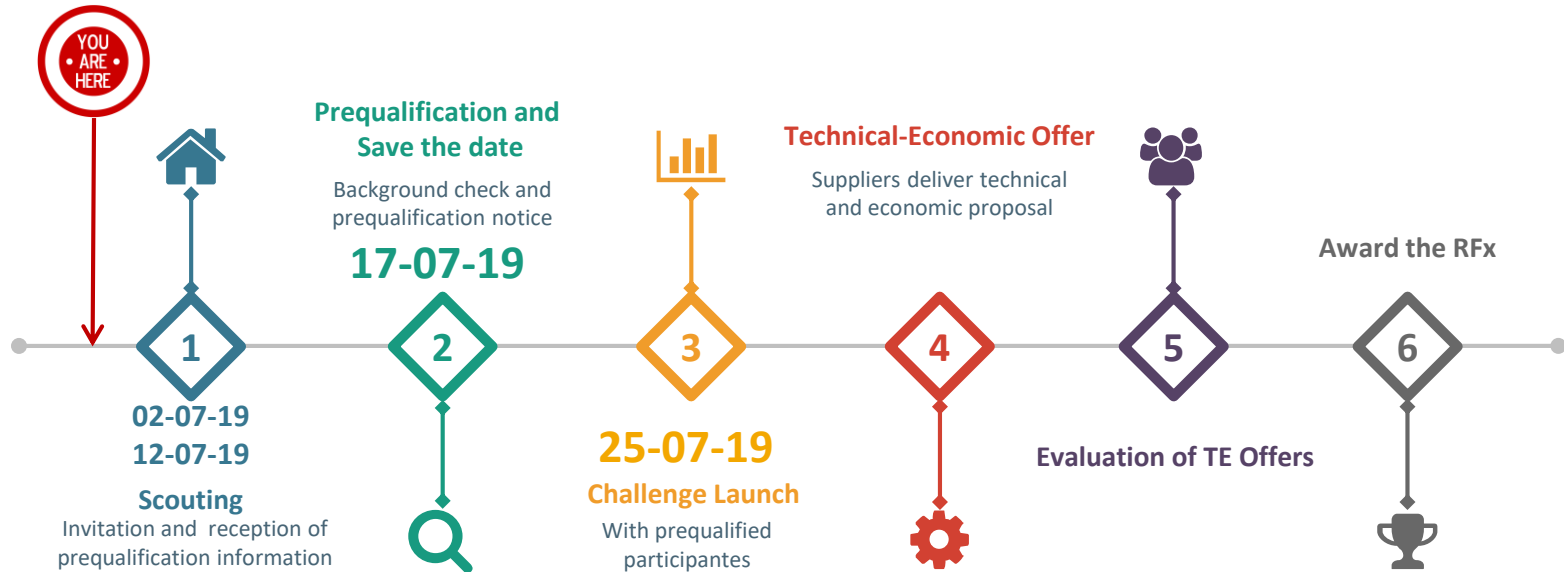 YOU
• ARE •
HERE
1
02-07-19
12-07-19
Scouting
Invitation and reception of
prequalification information
Prequalification and
Save the date
Background check and
prequalification notice
17-07-19
2
3
25-07-19
Challenge Launch
With prequalified
participantes
Technical-Economic Offer
Suppliers deliver technical
and economic proposal
4
5
Evaluation of TE Offers
Award the RFx
6